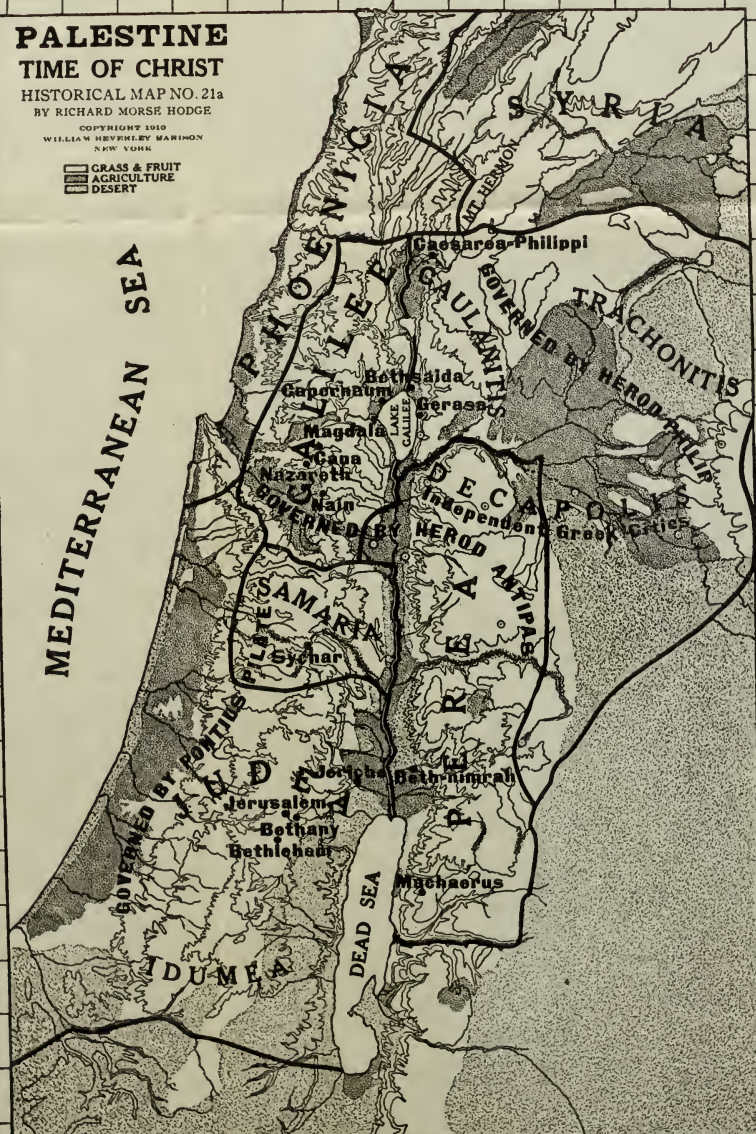 PALESTINE
TIME OF CHRIST
HISTORICAL MAP NO. 21a
BY RICHARD MORSE HODGE
COPYRIGHT 1910
WILLIAM BEVERLEY HARISON
NEW YORK
GRASS & FRUIT
AGRICULTURE
DESERT
SYRIA
PHOENICIA
MT. HERMON
Caesarea-Philippi
MEDITERRANEAN SEA
GALILEE
GAULANITIS
GOVERNED BY HEROD PHILIP
TRACHONITIS
Bethsaida
Capernaum
Gerasa
LAKE GALILEE
Magdala
Cana
Nazareth
Nain
DECAPOLIS
Independent Greek Cities
GOVERNED BY HEROD ANTIPAS
SAMARIA
Sychar
PEREA
GOVERNED BY PONTIUS PILATE
JUDEA
Jericho
Beth-nimrah
Jerusalem
Bethany
Bethlehem
Machaerus
DEAD SEA
IDUMEA